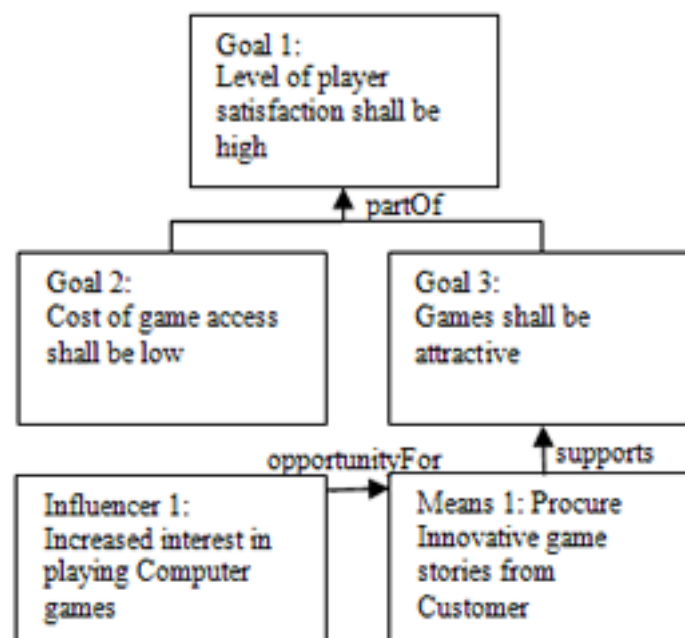 Goal 1:
Level of player
satisfaction shall be
high
partOf
Goal 2:
Cost of game access
shall be low
Goal 3:
Games shall be
attractive
opportunityFor
supports
Influencer 1:
Increased interest in
playing Computer
games
Means 1: Procure
Innovative game
stories from
Customer